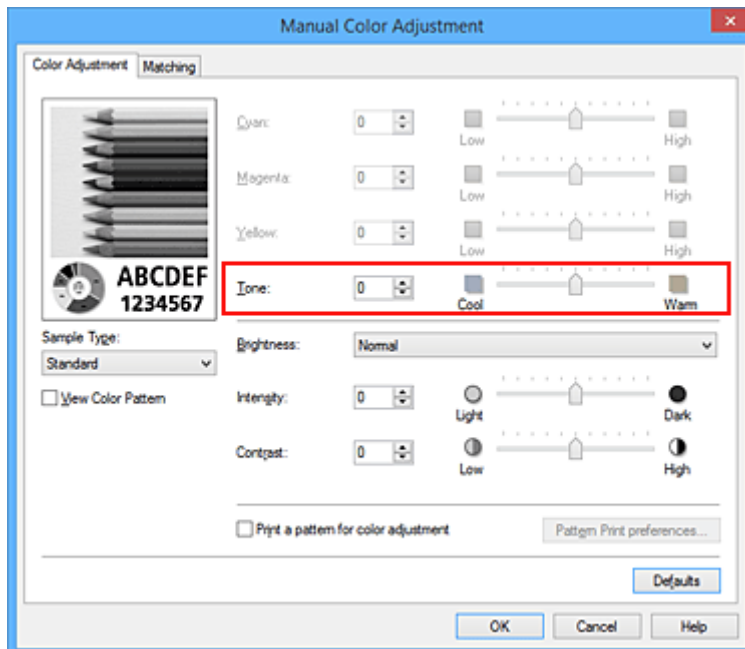 Manual Color Adjustment
Color Adjustment Matching
Cyan: 0 Low High
Magenta: 0 Low High
Yellow: 0 Low High
ABCDEF
1234567
Tone: 0 Cool Warm
Sample Type:
Standard
View Color Pattern
Brightness: Normal
Intensity: 0 Light Dark
Contrast: 0 Low High
Print a pattern for color adjustment Pattern Print preferences...
Defaults
OK Cancel Help